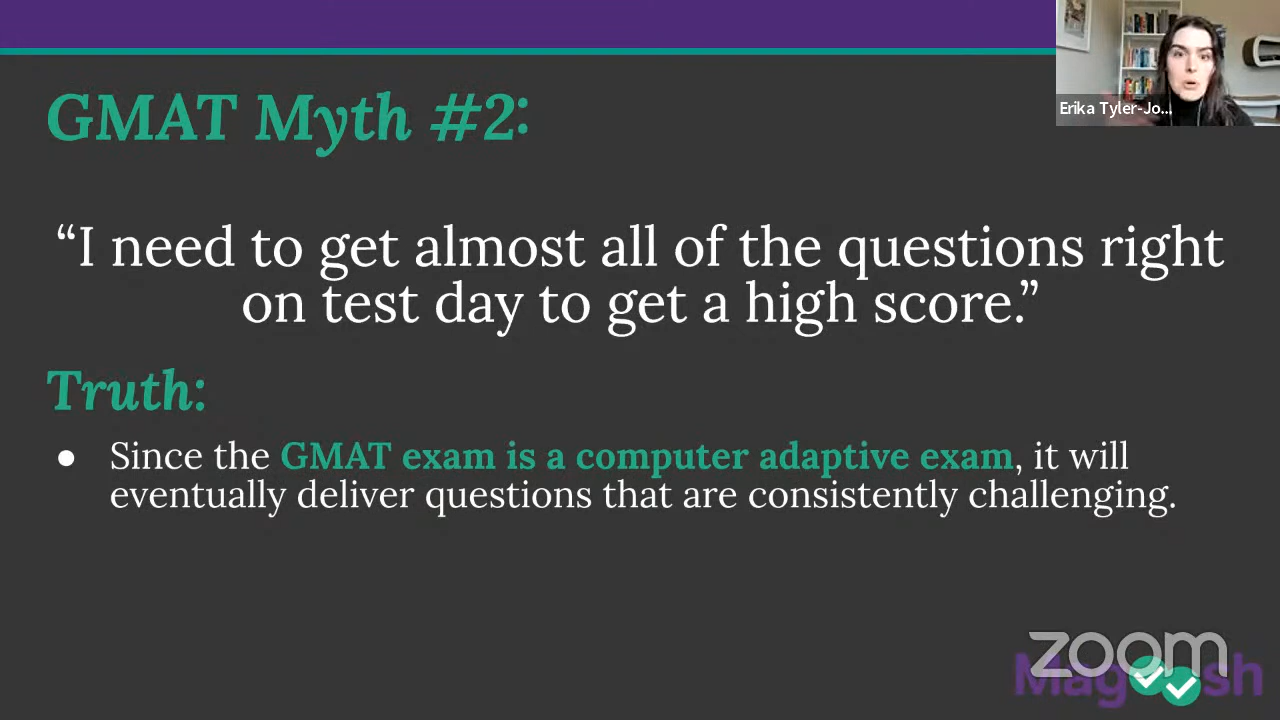 GMAT Myth #2:
Erika Tyler-Jo...
“I need to get almost all of the questions right
on test day to get a high score.”
Truth:
● Since the GMAT exam is a computer adaptive exam, it will
eventually deliver questions that are consistently challenging.
zoom
Magoosh